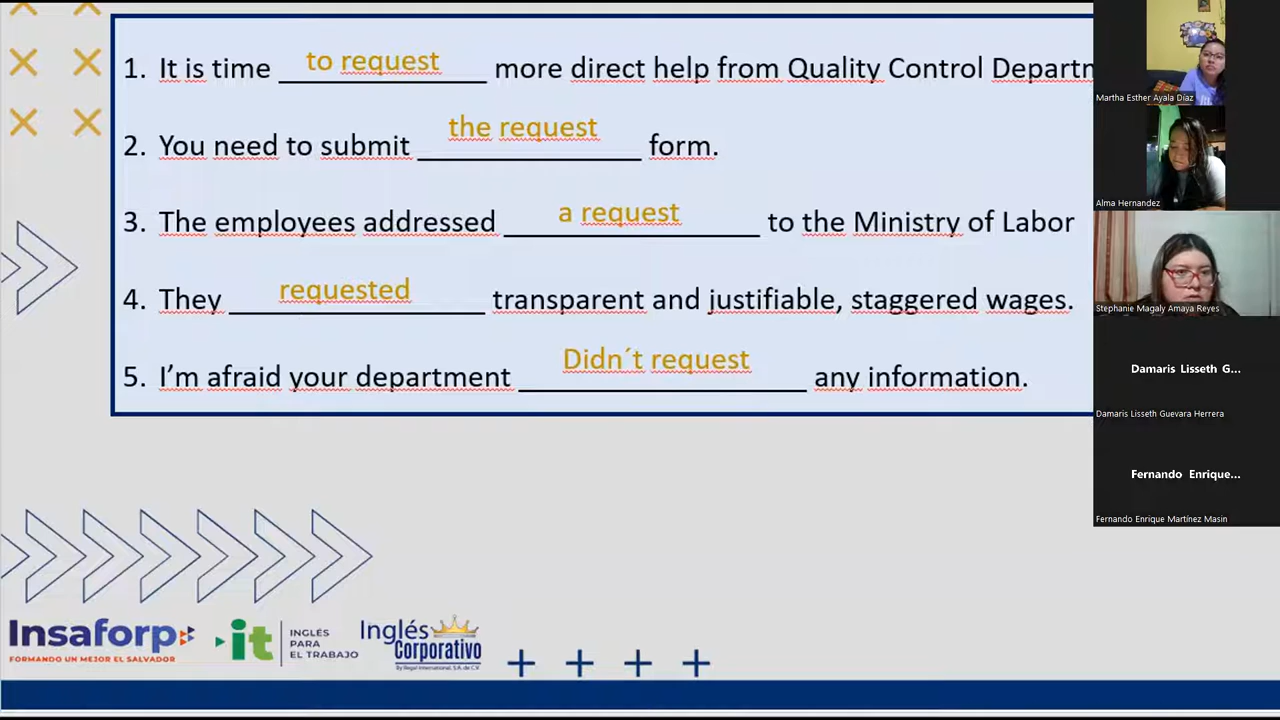 1. It is time to request more direct help from Quality Control Departm
2. You need to submit the request form.
3. The employees addressed a request to the Ministry of Labor
4. They requested transparent and justifiable, staggered wages.
5. I'm afraid your department Didn´t request any information.
Martha Esther Ayala Díaz
Alma Hernandez
Stephanie Magaly Amaya Reyes
Damaris Lisseth G...
Damaris Lisseth Guevara Herrera
Fernando Enrique...
Fernando Enrique Martínez Masin
Insaforp
FORMANDO UN MEJOR EL SALVADOR
it
INGLÉS
PARA
EL TRABAJO
Inglés
Corporativo